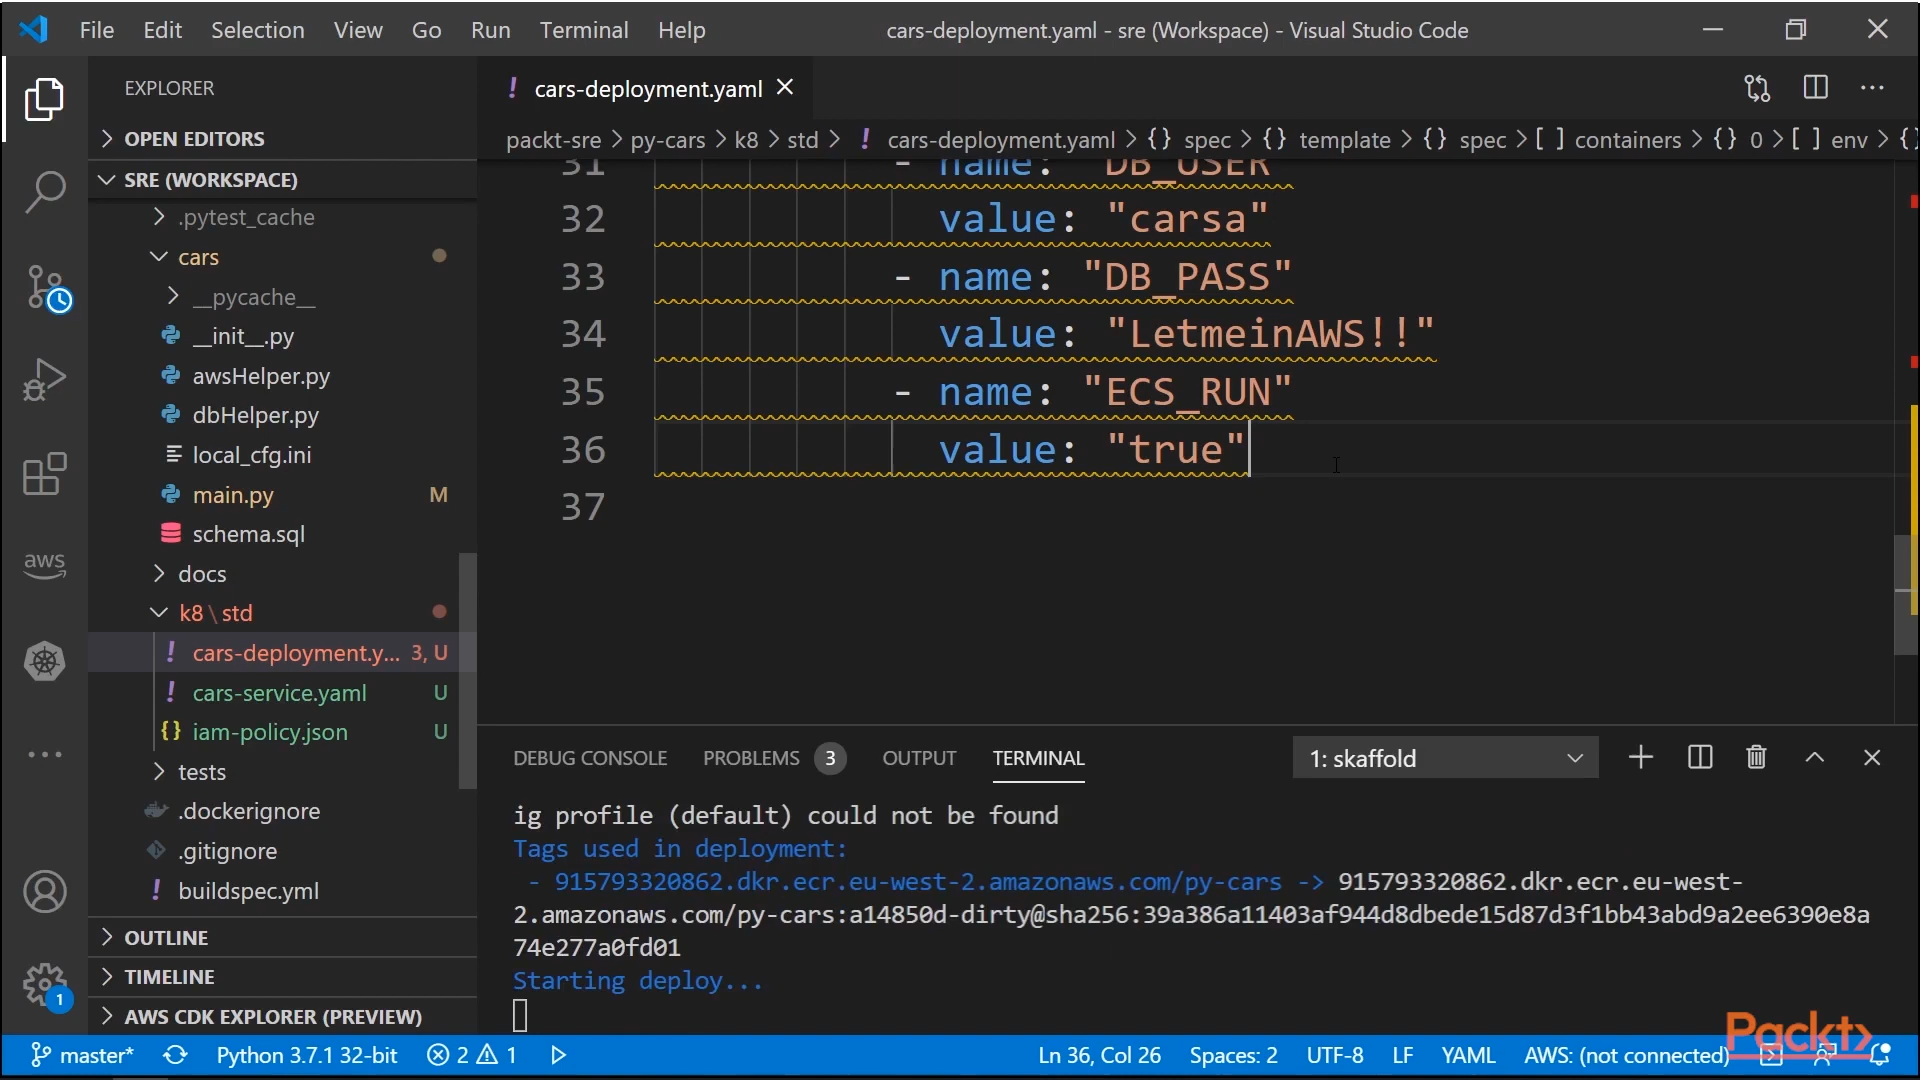 File Edit Selection View Go Run Terminal Help
cars-deployment.yaml - sre (Workspace) - Visual Studio Code
EXPLORER
OPEN EDITORS
SRE (WORKSPACE)
.pytest_cache
cars
__pycache__
__init__.py
awsHelper.py
dbHelper.py
local_cfg.ini
main.py M
schema.sql
docs
k8\std
! cars-deployment.y... 3, U
! cars-service.yaml U
{} iam-policy.json U
tests
.dockerignore
.gitignore
! buildspec.yml
OUTLINE
TIMELINE
AWS CDK EXPLORER (PREVIEW)
aws
1
! cars-deployment.yaml
packt-sre > py-cars > k8 > std > ! cars-deployment.yaml > {} spec > {} template > {} spec > [ ] containers > {} 0 > [ ] env > {}
31 - name: "DB_USER"
32 value: "carsa"
33 - name: "DB_PASS"
34 value: "LetmeinAWS!!"
35 - name: "ECS_RUN"
36 value: "true"
37
DEBUG CONSOLE PROBLEMS 3 OUTPUT TERMINAL 1: skaffold
ig profile (default) could not be found
Tags used in deployment:
- 915793320862.dkr.ecr.eu-west-2.amazonaws.com/py-cars -> 915793320862.dkr.ecr.eu-west-
2.amazonaws.com/py-cars:a14850d-dirty@sha256:39a386a11403af944d8dbede15d87d3f1bb43abd9a2ee6390e8a
74e277a0fd01
Starting deploy...
Packt>
master* Python 3.7.1 32-bit 2 1 Ln 36, Col 26 Spaces: 2 UTF-8 LF YAML AWS: (not connected)